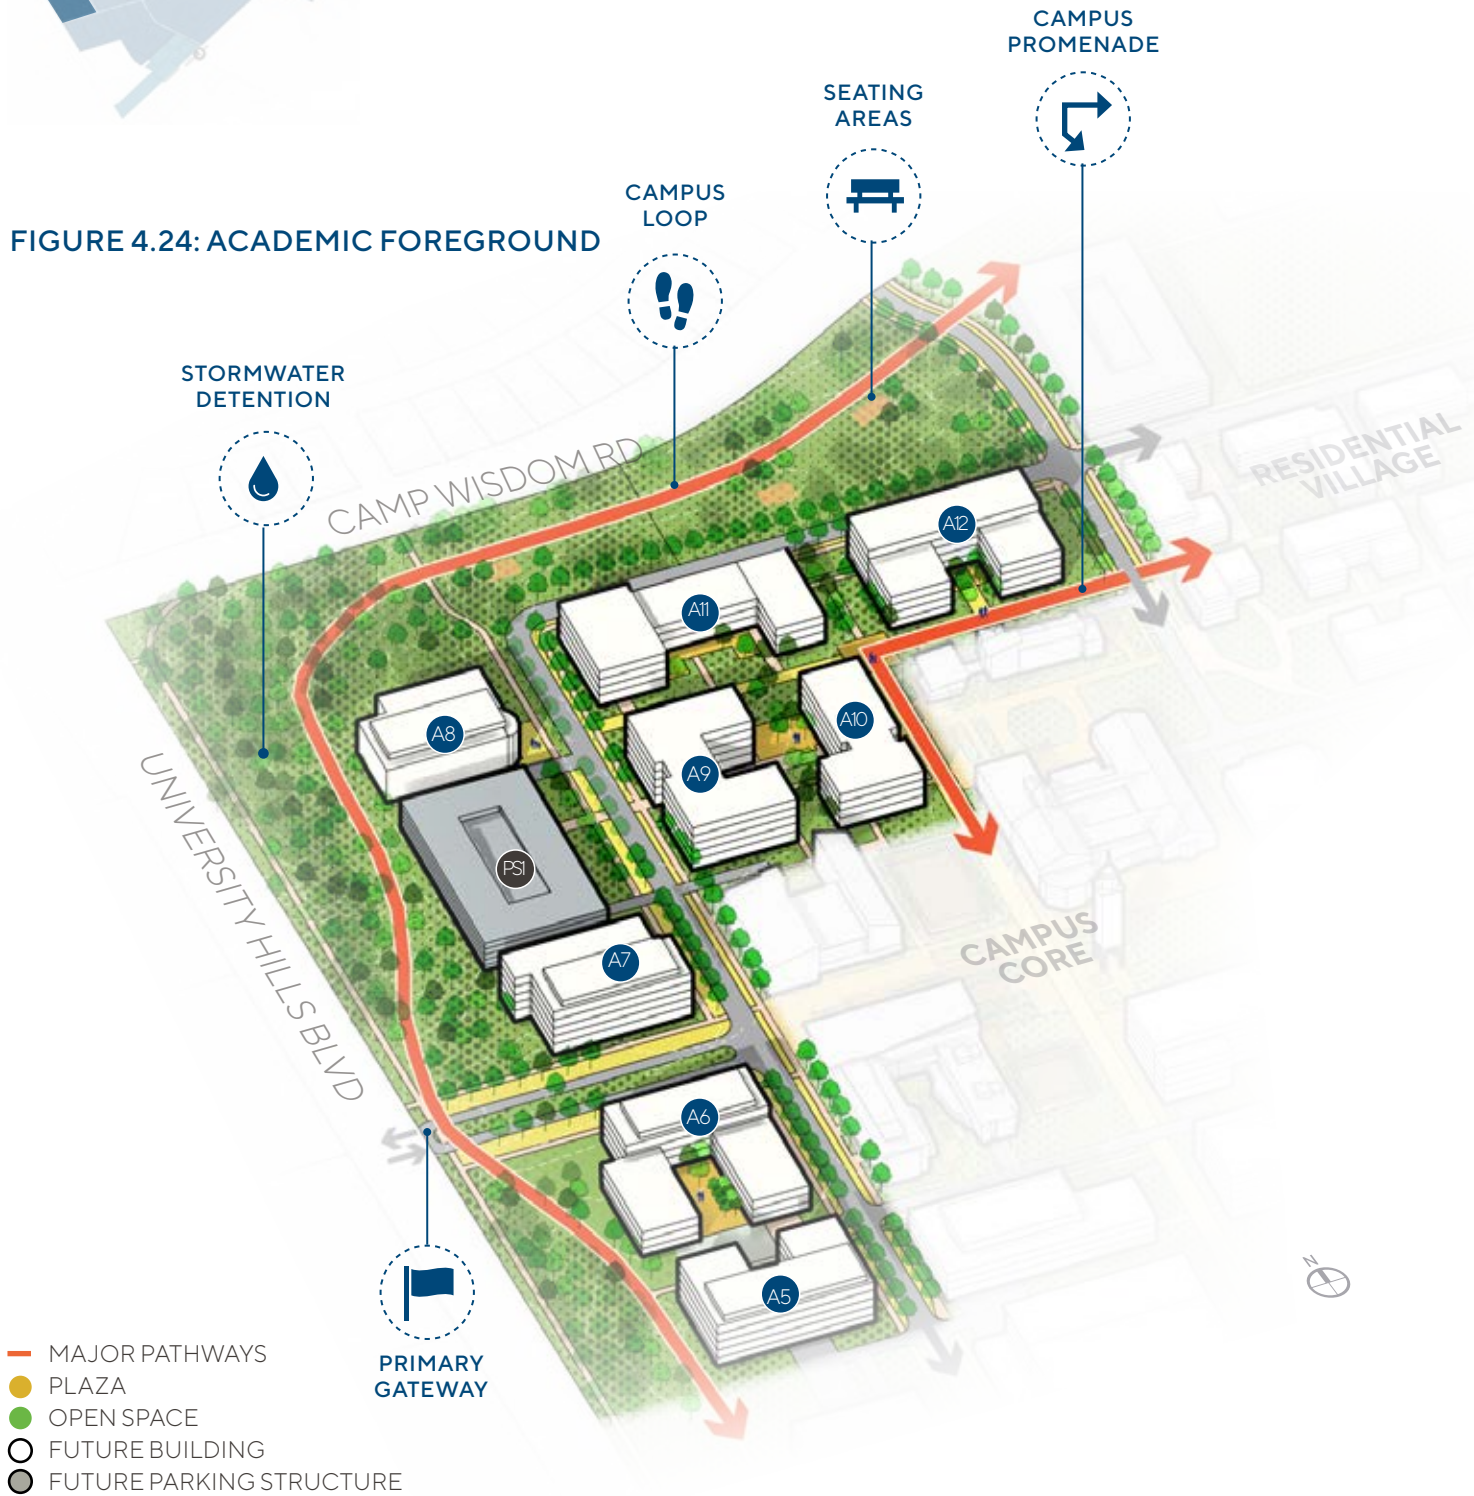 CAMPUS
PROMENADE
SEATING
AREAS
CAMPUS
LOOP
FIGURE 4.24: ACADEMIC FOREGROUND
STORMWATER
DETENTION
CAMP WISDOM RD
RESIDENTIAL
VILLAGE
A12
A11
A10
A8
A9
PS1
UNIVERSITY HILLS BLVD
CAMPUS
CORE
A7
A6
A5
N
PRIMARY
GATEWAY
MAJOR PATHWAYS
PLAZA
OPEN SPACE
FUTURE BUILDING
FUTURE PARKING STRUCTURE